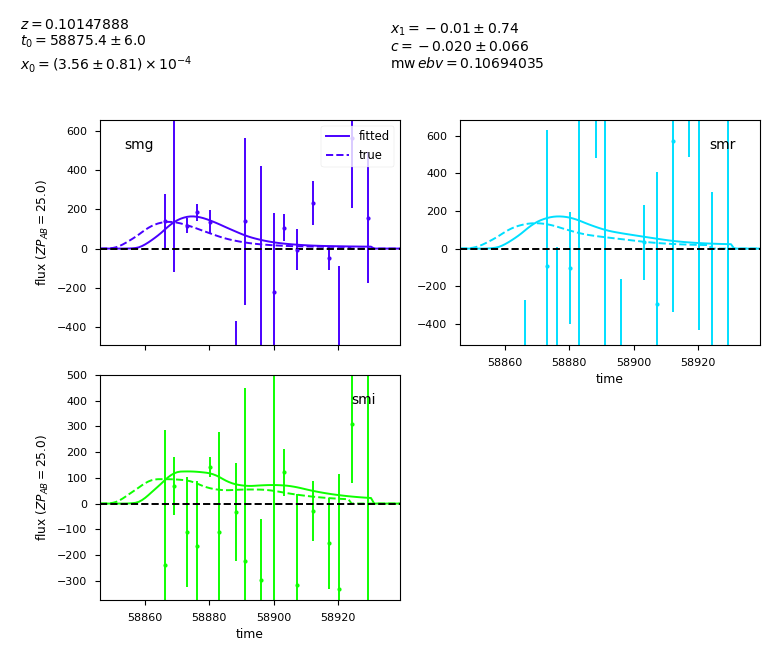 z = 0.10147888
t₀ = 58875.4 ± 6.0
x₀ = (3.56 ± 0.81) × 10⁻⁴
x₁ = −0.01 ± 0.74
c = −0.020 ± 0.066
mw ebv = 0.10694035
smg
fitted
true
600
400
200
0
−200
−400
flux (ZP_AB = 25.0)
smr
600
400
200
0
−200
−400
58860 58880 58900 58920
time
smi
500
400
300
200
100
0
−100
−200
−300
flux (ZP_AB = 25.0)
58860 58880 58900 58920
time